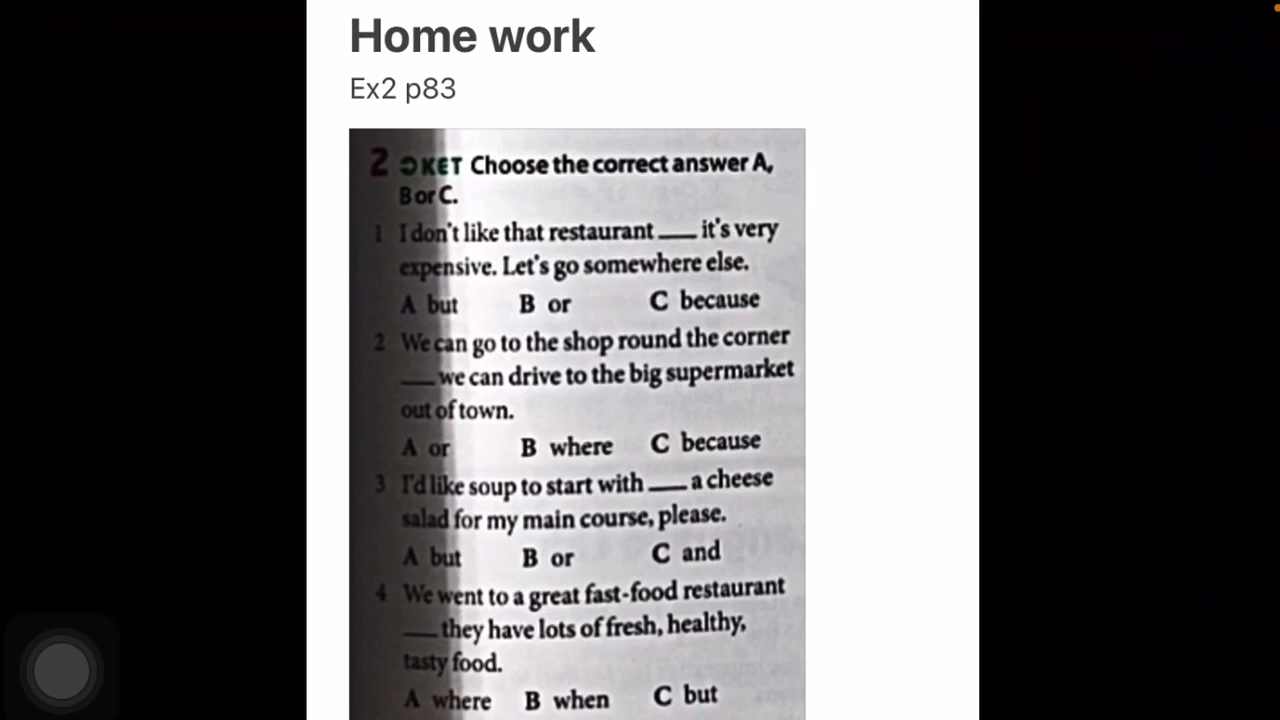 Home work
Ex2 p83
2 KET Choose the correct answer A,
B or C.
1 I don't like that restaurant ___ it's very
expensive. Let's go somewhere else.
A but B or C because
2 We can go to the shop round the corner
___ we can drive to the big supermarket
out of town.
A or B where C because
3 I'd like soup to start with ___ a cheese
salad for my main course, please.
A but B or C and
4 We went to a great fast-food restaurant
___ they have lots of fresh, healthy,
tasty food.
A where B when C but